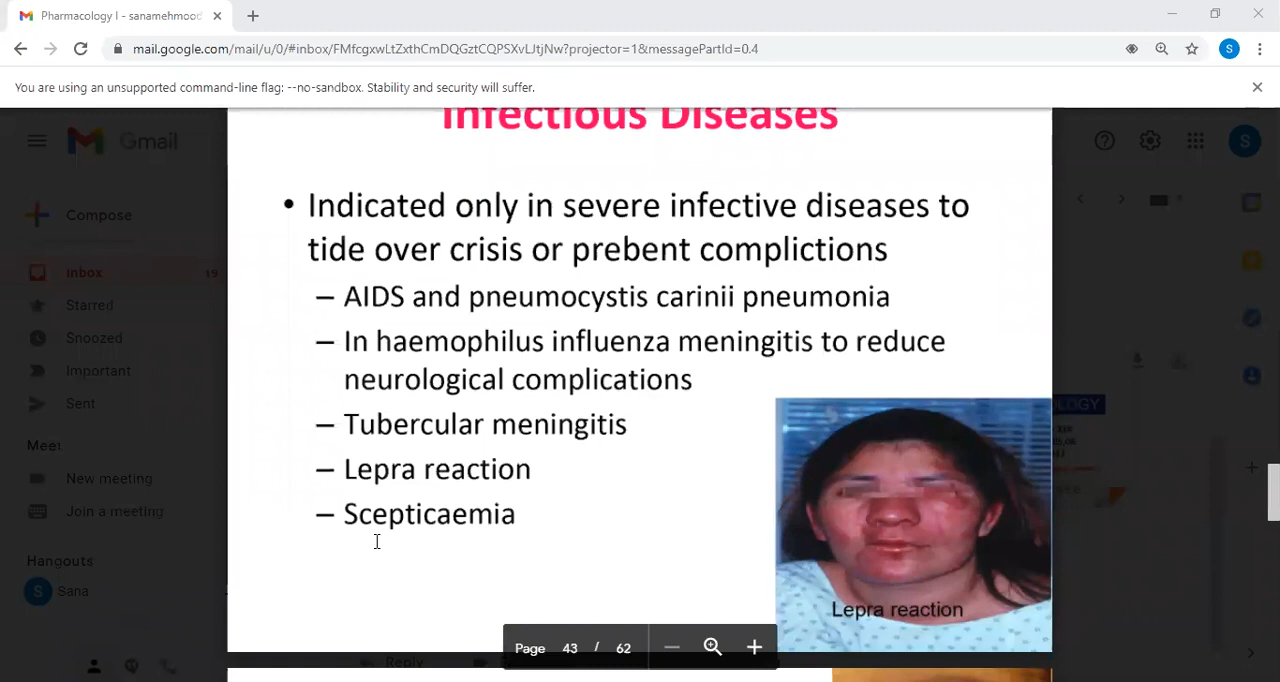 Pharmacology I - sanamehmood
mail.google.com/mail/u/0/#inbox/FMfcgxwLtZxthCmDQGztCQPSXvLJtjNw?projector=1&messagePartId=0.4
S
You are using an unsupported command-line flag: --no-sandbox. Stability and security will suffer.
Infectious Diseases
Gmail
S
Compose
Inbox 19
Starred
Snoozed
Important
Sent
Meet
New meeting
Join a meeting
Hangouts
S Sana
• Indicated only in severe infective diseases to
tide over crisis or prebent complictions
– AIDS and pneumocystis carinii pneumonia
– In haemophilus influenza meningitis to reduce
neurological complications
– Tubercular meningitis
– Lepra reaction
– Scepticaemia
Lepra reaction
Page 43 / 62
Reply